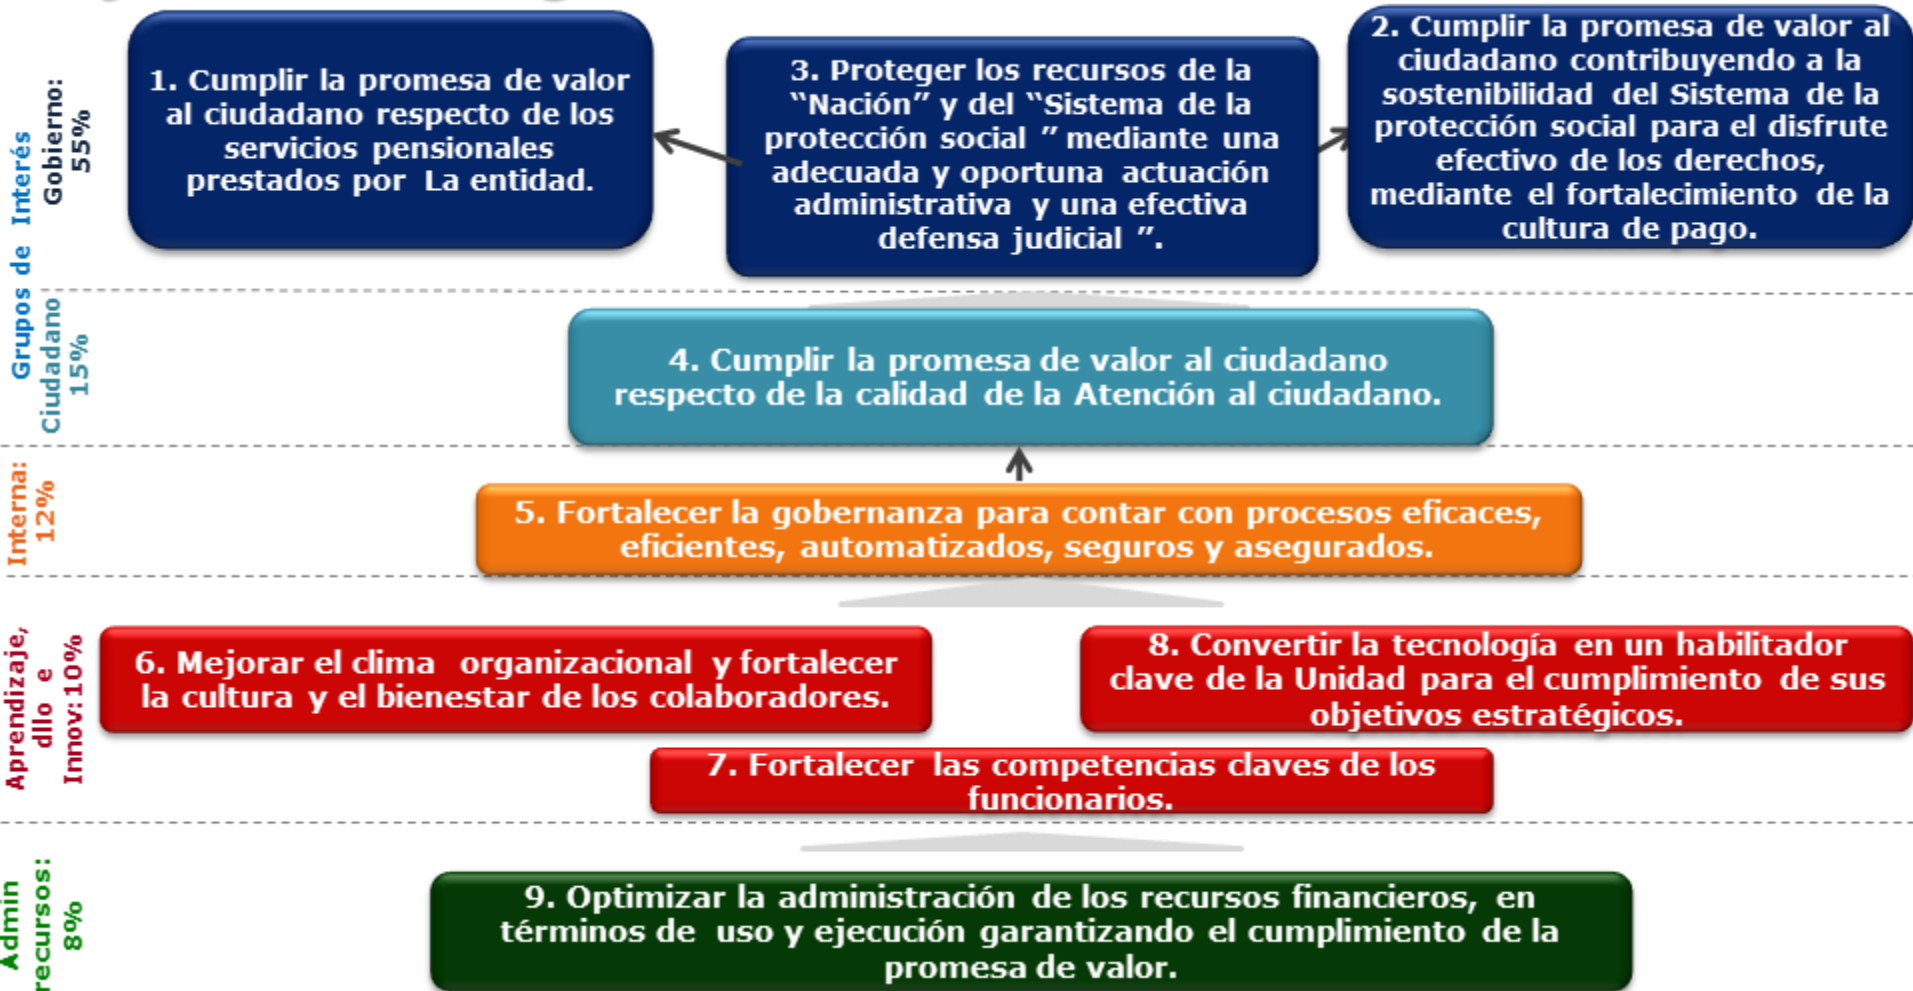 Grupos de Interés
Gobierno:
55%
1. Cumplir la promesa de valor
al ciudadano respecto de los
servicios pensionales
prestados por La entidad.
3. Proteger los recursos de la
“Nación” y del “Sistema de la
protección social ” mediante una
adecuada y oportuna actuación
administrativa y una efectiva
defensa judicial ”.
2. Cumplir la promesa de valor al
ciudadano contribuyendo a la
sostenibilidad del Sistema de la
protección social para el disfrute
efectivo de los derechos,
mediante el fortalecimiento de la
cultura de pago.
Ciudadano
15%
4. Cumplir la promesa de valor al ciudadano
respecto de la calidad de la Atención al ciudadano.
Interna:
12%
5. Fortalecer la gobernanza para contar con procesos eficaces,
eficientes, automatizados, seguros y asegurados.
Aprendizaje,
dllo e
Innov:10%
6. Mejorar el clima organizacional y fortalecer
la cultura y el bienestar de los colaboradores.
8. Convertir la tecnología en un habilitador
clave de la Unidad para el cumplimiento de sus
objetivos estratégicos.
7. Fortalecer las competencias claves de los
funcionarios.
Admin
recursos:
8%
9. Optimizar la administración de los recursos financieros, en
términos de uso y ejecución garantizando el cumplimiento de la
promesa de valor.